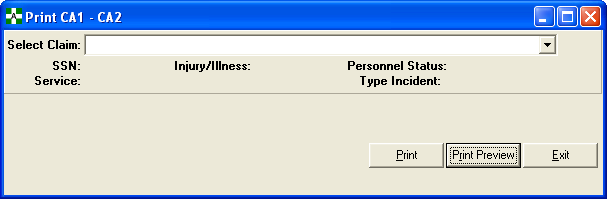 Print CA1 - CA2
Select Claim:
SSN: Injury/Illness: Personnel Status:
Service: Type Incident:
Print Print Preview Exit